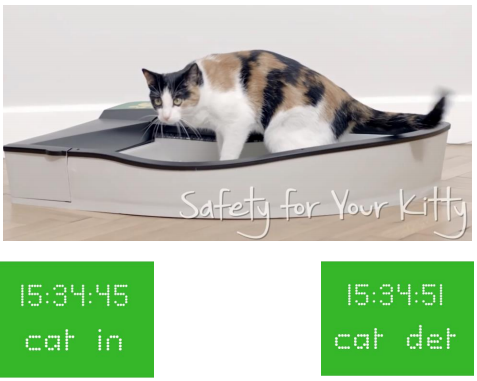 Safety for Your Kitty
15:34:45
cat in
15:34:51
cat det